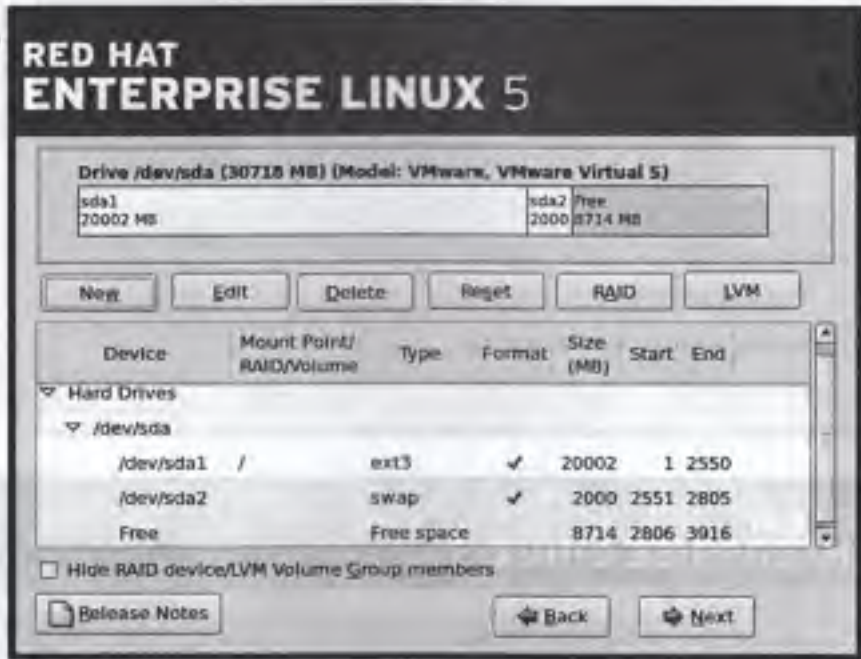 RED HAT
ENTERPRISE LINUX 5
Drive /dev/sda (30718 MB) (Model: VMware, VMware Virtual S)
sda1
20002 MB
sda2
2000
Free
8714 MB
New Edit Delete Reset RAID LVM
Device Mount Point/ RAID/Volume Type Format Size (MB) Start End
Hard Drives
/dev/sda
/dev/sda1 / ext3 ✓ 20002 1 2550
/dev/sda2 swap ✓ 2000 2551 2805
Free Free space 8714 2806 3916
Hide RAID device/LVM Volume Group members
Release Notes Back Next